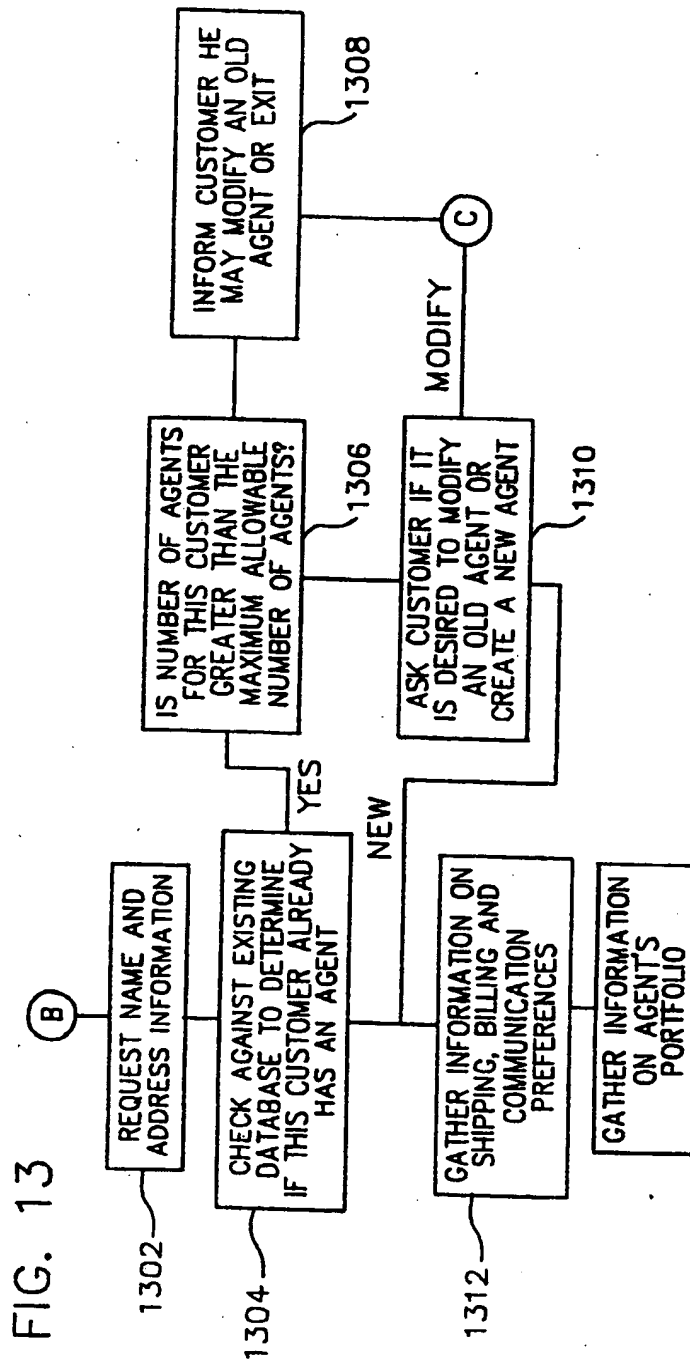 FIG. 13
B
REQUEST NAME AND
ADDRESS INFORMATION
1302
CHECK AGAINST EXISTING
DATABASE TO DETERMINE
IF THIS CUSTOMER ALREADY
HAS AN AGENT
1304
YES
IS NUMBER OF AGENTS
FOR THIS CUSTOMER
GREATER THAN THE
MAXIMUM ALLOWABLE
NUMBER OF AGENTS?
1306
INFORM CUSTOMER HE
MAY MODIFY AN OLD
AGENT OR EXIT
1308
NEW
ASK CUSTOMER IF IT
IS DESIRED TO MODIFY
AN OLD AGENT OR
CREATE A NEW AGENT
1310
MODIFY
C
GATHER INFORMATION ON
SHIPPING, BILLING AND
COMMUNICATION
PREFERENCES
1312
GATHER INFORMATION
ON AGENT'S
PORTFOLIO